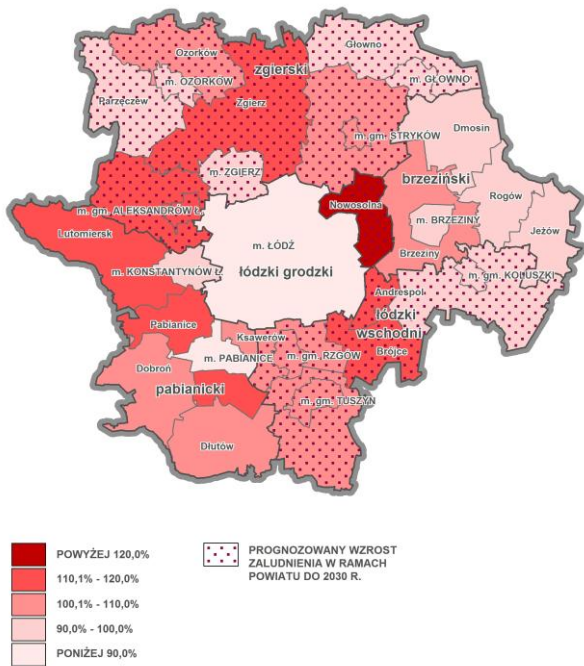 Ozorków
zgierski
Głowno
m. OZORKÓW
m. GŁOWNO
Parzęczew
Zgierz
Dmosin
m. gm. STRYKÓW
m. ZGIERZ
brzeziński
Rogów
m. gm. ALEKSANDRÓW Ł.
Nowosolna
Lutomiersk
m. BRZEZINY
Jeżów
m. ŁÓDŹ
Brzeziny
m. KONSTANTYNÓW Ł.
łódzki grodzki
m. gm. KOLUSZKI
Andrespol
łódzki
wschodni
Pabianice
Ksawerów
Brójce
m. PABIANICE
m. gm. RZGÓW
Dobroń
pabianicki
m. gm. TUSZYN
Dłutów
POWYŻEJ 120,0%
110,1% - 120,0%
100,1% - 110,0%
90,0% - 100,0%
PONIŻEJ 90,0%
PROGNOZOWANY WZROST
ZALUDNIENIA W RAMACH
POWIATU DO 2030 R.